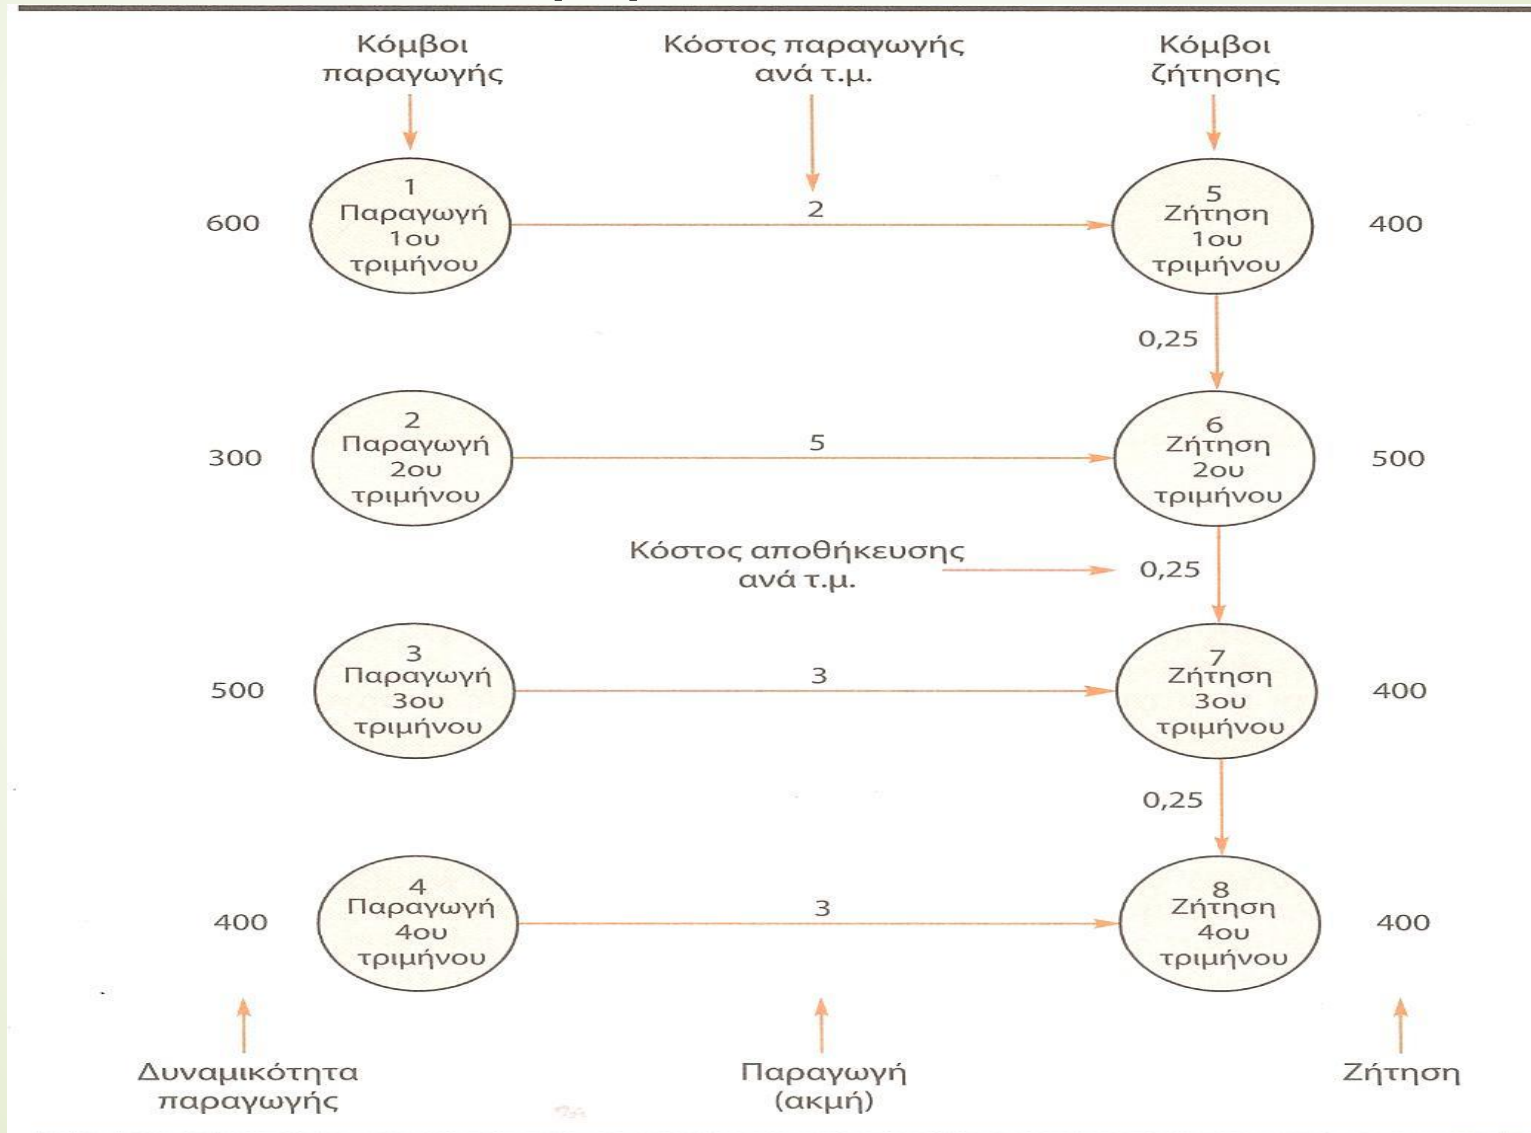 Κόμβοι
παραγωγής
Κόστος παραγωγής
ανά τ.μ.
Κόμβοι
ζήτησης
600
1
Παραγωγή
1ου
τριμήνου
2
5
Ζήτηση
1ου
τριμήνου
400
0,25
300
2
Παραγωγή
2ου
τριμήνου
5
6
Ζήτηση
2ου
τριμήνου
500
Κόστος αποθήκευσης
ανά τ.μ.
0,25
500
3
Παραγωγή
3ου
τριμήνου
3
7
Ζήτηση
3ου
τριμήνου
400
0,25
400
4
Παραγωγή
4ου
τριμήνου
3
8
Ζήτηση
4ου
τριμήνου
400
Δυναμικότητα
παραγωγής
Παραγωγή
(ακμή)
Ζήτηση